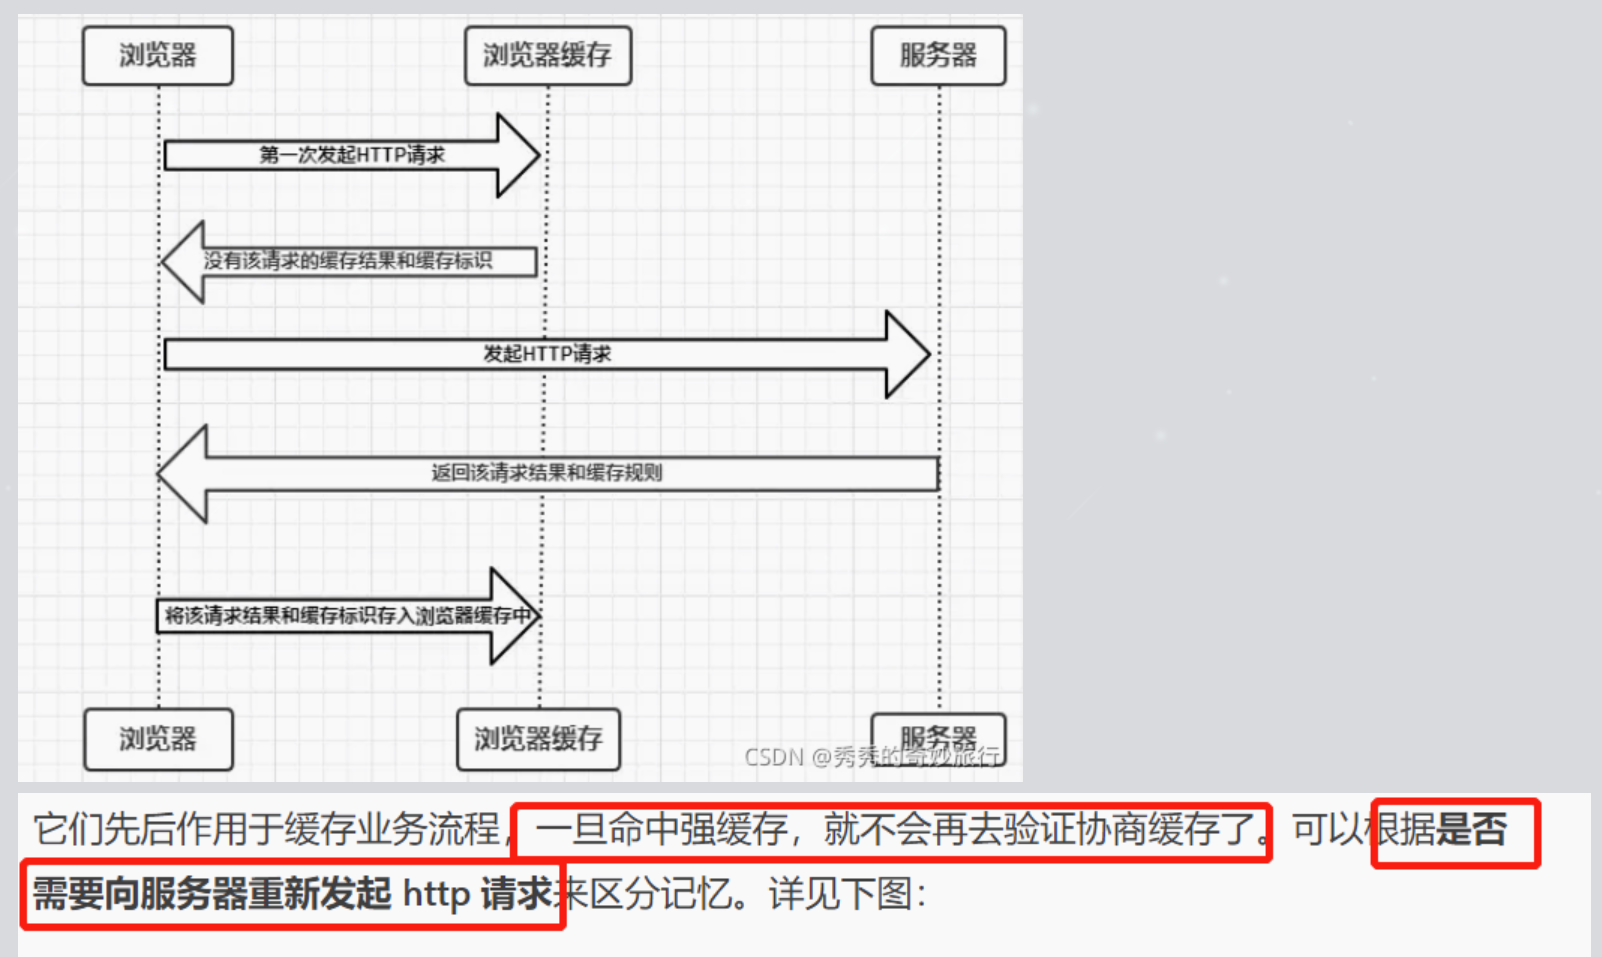 浏览器
浏览器缓存
服务器
第一次发起HTTP请求
没有该请求的缓存结果和缓存标识
发起HTTP请求
返回该请求结果和缓存规则
将该请求结果和缓存标识存入浏览器缓存中
浏览器
浏览器缓存
服务器
CSDN @秀秀的奇妙旅行
它们先后作用于缓存业务流程，一旦命中强缓存，就不会再去验证协商缓存了。可以根据是否
需要向服务器重新发起 http 请求来区分记忆。详见下图：